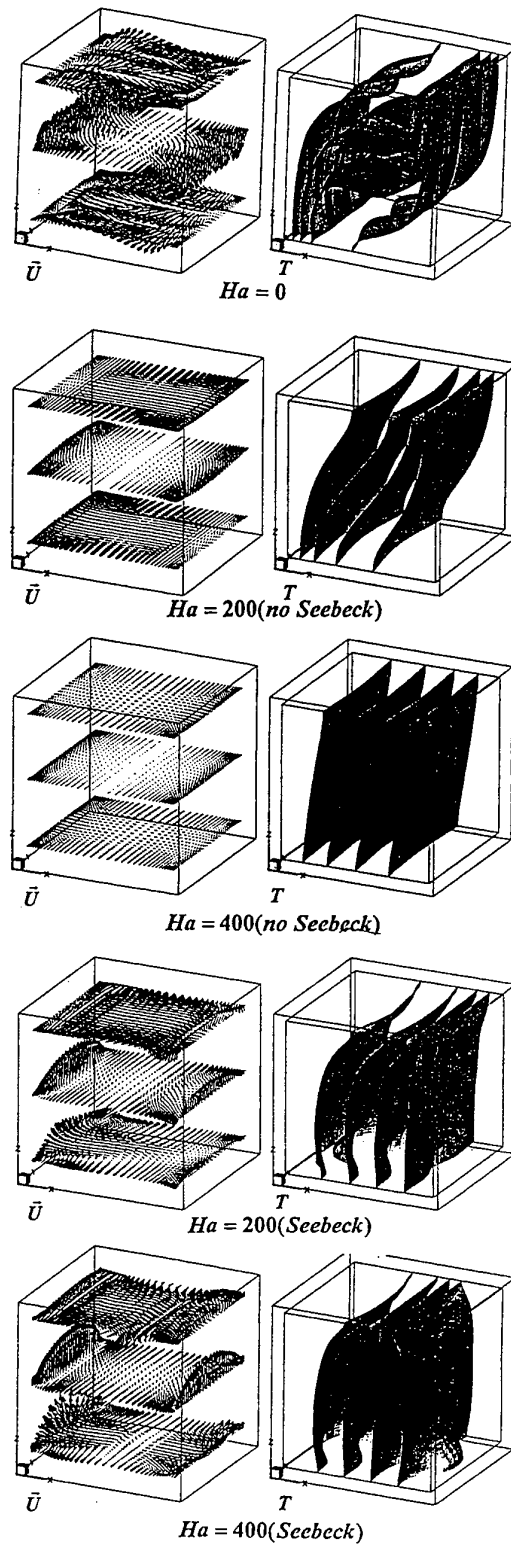 z
x
U⃗
T
x
Ha = 0
z
x
U⃗
T
x
Ha = 200(no Seebeck)
z
x
U⃗
T
x
Ha = 400(no Seebeck)
z
x
U⃗
T
x
Ha = 200(Seebeck)
z
x
U⃗
T
x
Ha = 400(Seebeck)